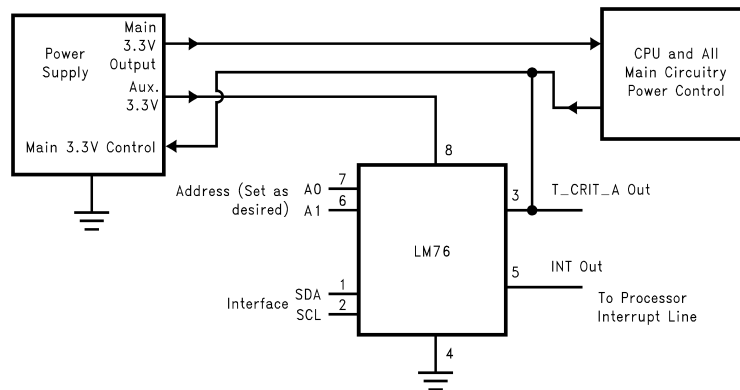 Main
3.3V
Output
Power
Supply
Aux.
3.3V
Main 3.3V Control
CPU and All
Main Circuitry
Power Control
8
7
Address (Set as
desired)
A0
6
A1
3
T_CRIT_A Out
LM76
5
INT Out
To Processor
Interrupt Line
1
SDA
Interface
2
SCL
4